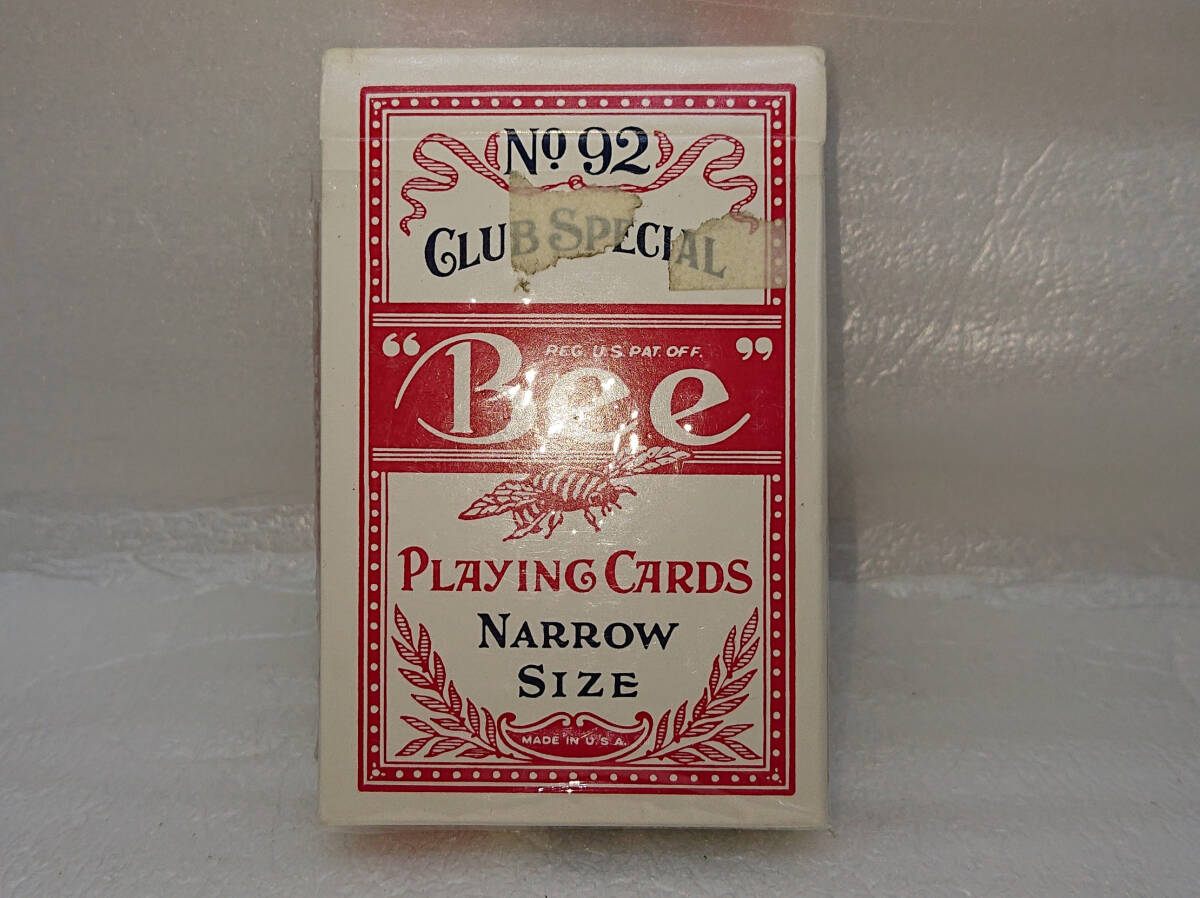 No 92
CLUB SPECIAL
REG. U.S. PAT. OFF.
“Bee”
PLAYING CARDS
NARROW
SIZE
MADE IN U.S.A.